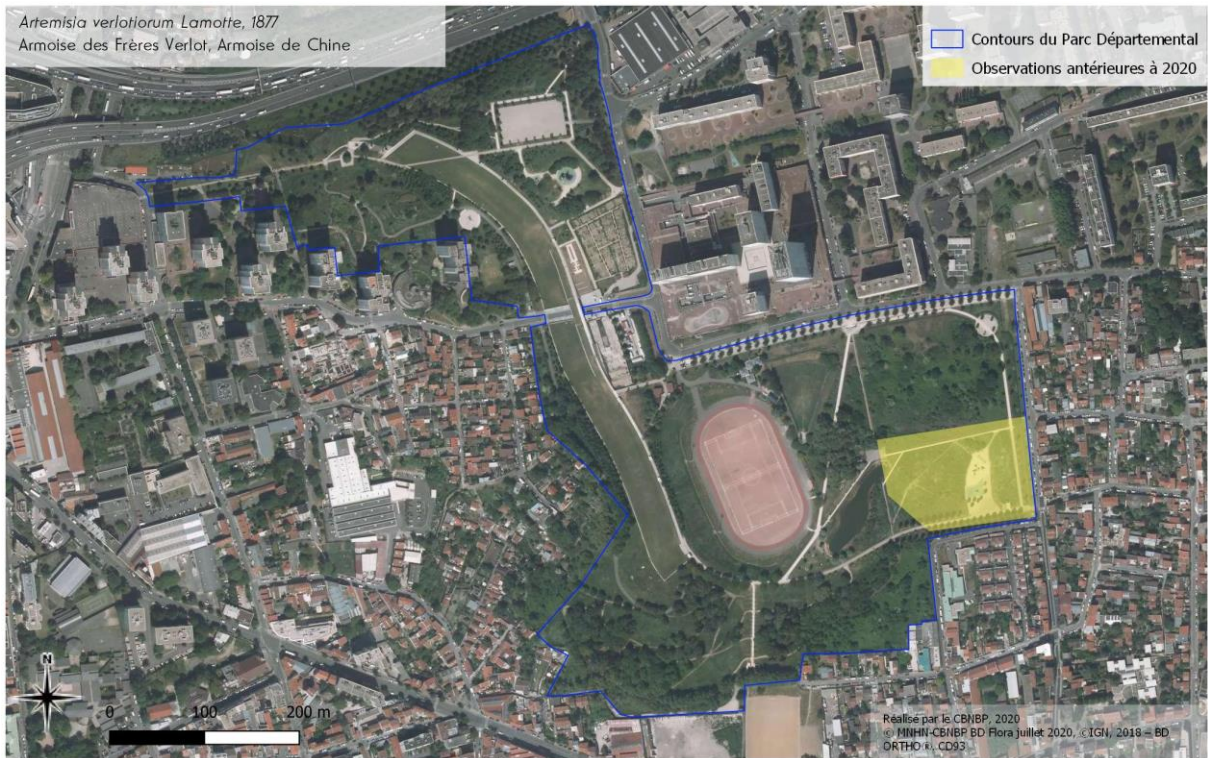 Artemisia verlotiorum Lamotte, 1877
Armoise des Frères Verlot, Armoise de Chine
Contours du Parc Départemental
Observations antérieures à 2020
N
0 100 200 m
Réalisé par le CBNBP, 2020
© MNHN-CBNBP BD Flora juillet 2020, © IGN, 2018 – BD
ORTHO ®, CD93